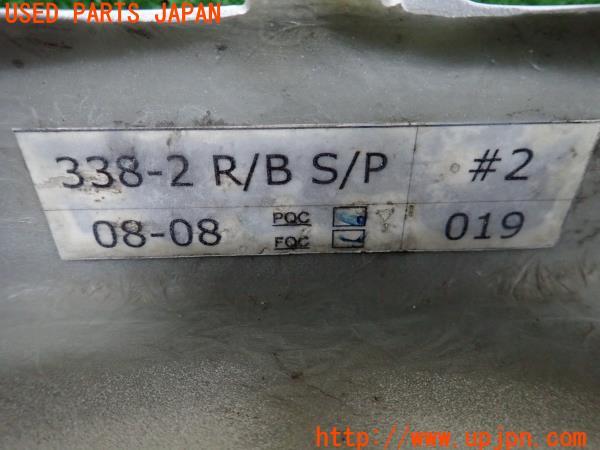 USED PARTS JAPAN
338-2 R/B S/P #2
08-08 PQC 019
FQC
http://www.upjpn.com